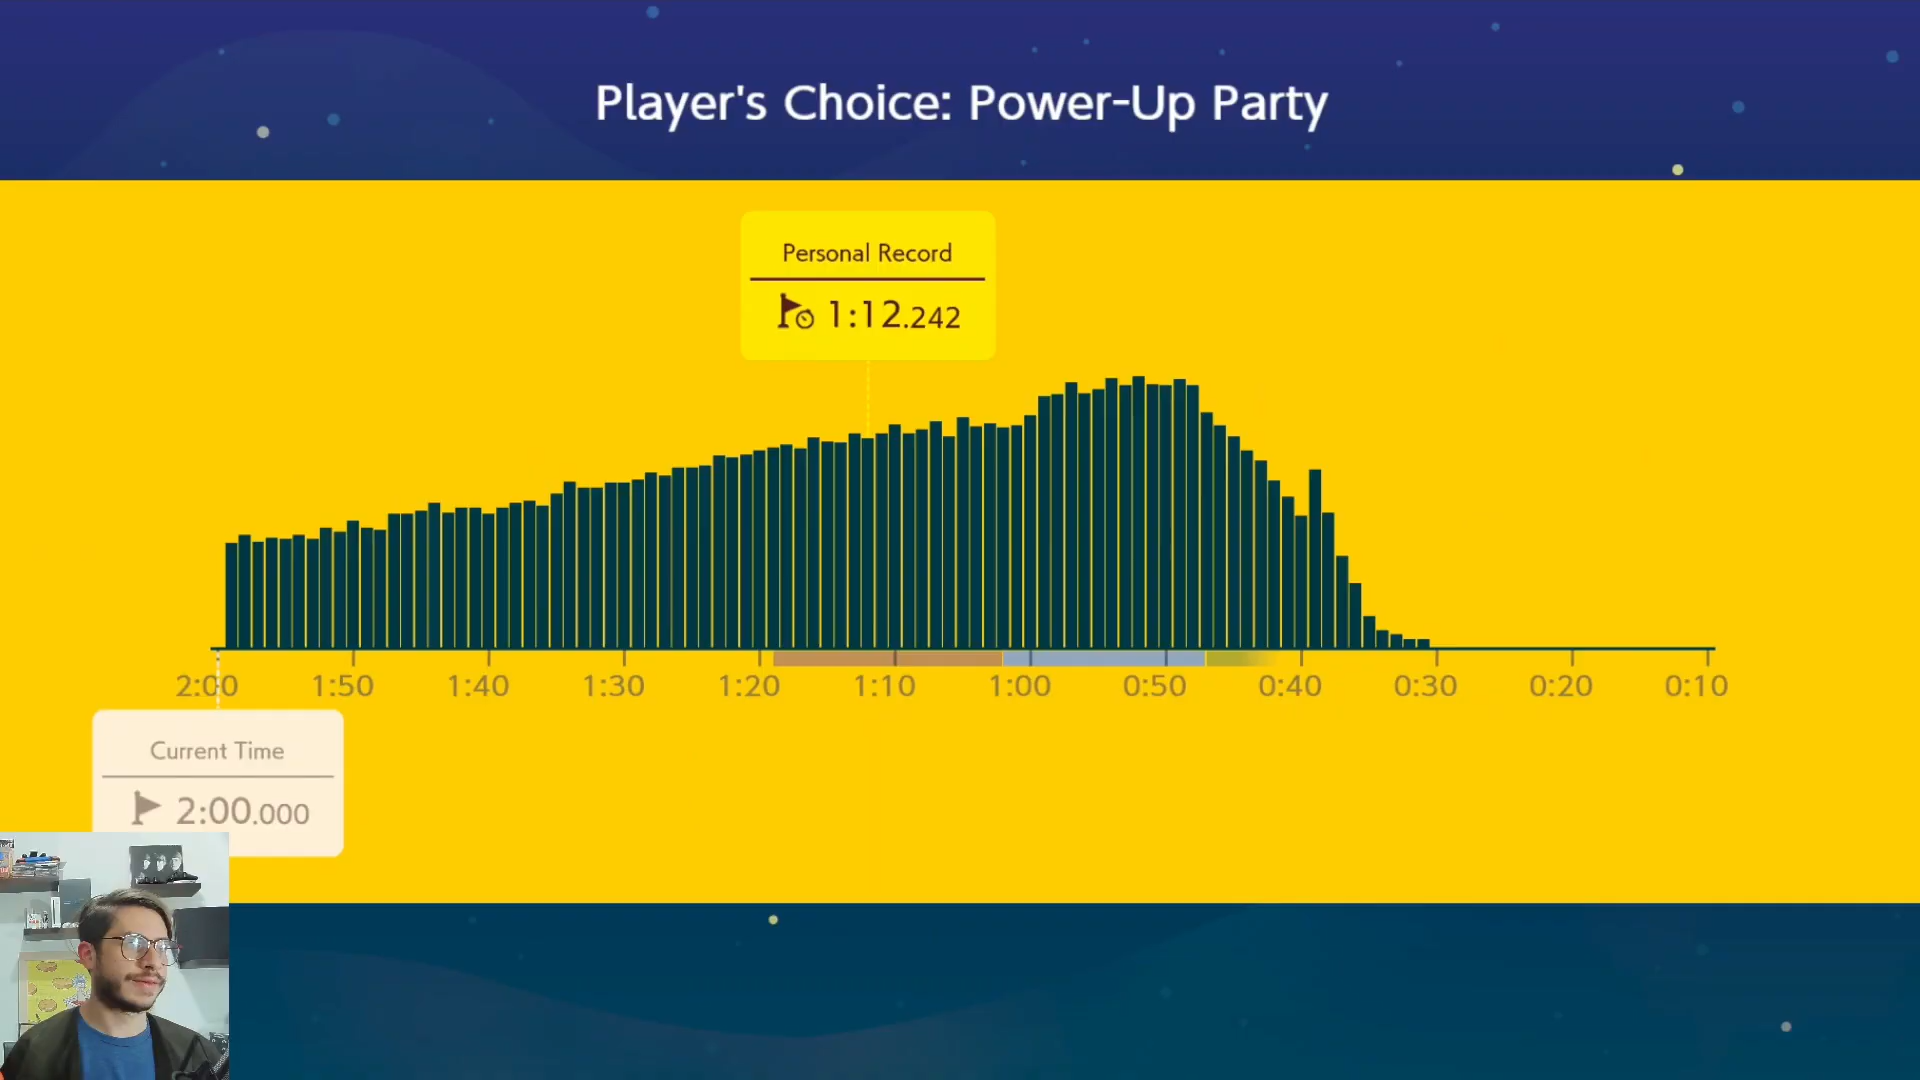 Player's Choice: Power-Up Party
Personal Record
1:12.242
2:00 1:50 1:40 1:30 1:20 1:10 1:00 0:50 0:40 0:30 0:20 0:10
Current Time
2:00.000